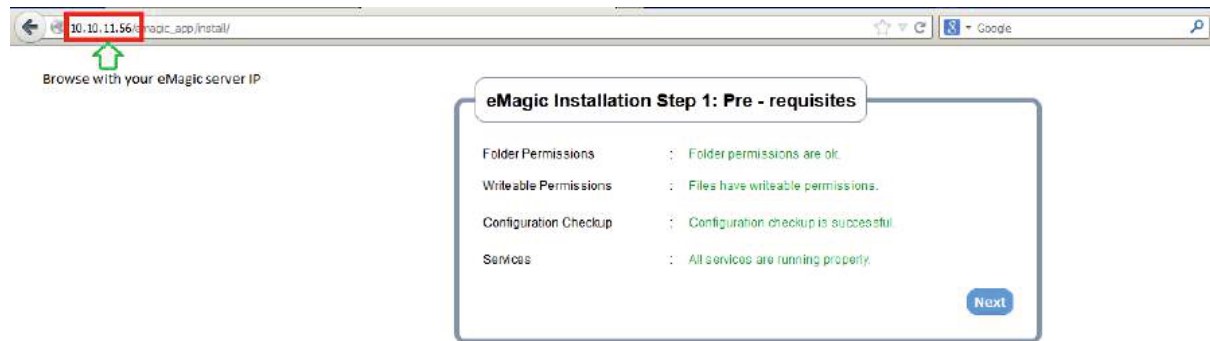 10.10.11.56/emagic_app/install/
Google
Browse with your eMagic server IP
eMagic Installation Step 1: Pre - requisites
Folder Permissions : Folder permissions are ok.
Writeable Permissions : Files have writeable permissions.
Configuration Checkup : Configuration checkup is successful.
Services : All services are running properly.
Next